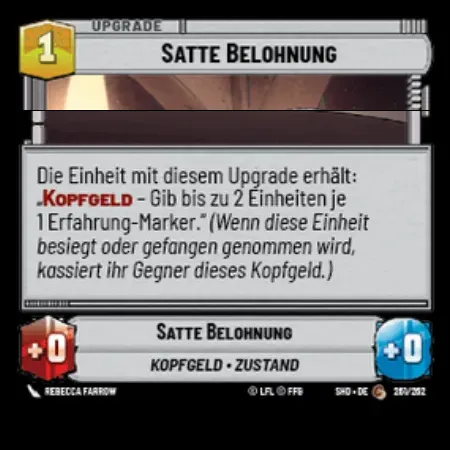 UPGRADE
1
SATTE BELOHNUNG
Die Einheit mit diesem Upgrade erhält:
„KOPFGELD – Gib bis zu 2 Einheiten je
1 Erfahrung-Marker.“ (Wenn diese Einheit
besiegt oder gefangen genommen wird,
kassiert ihr Gegner dieses Kopfgeld.)
+0
SATTE BELOHNUNG
+0
KOPFGELD • ZUSTAND
REBECCA FARROW
© LFL © FFG
SHD • DE
261/262